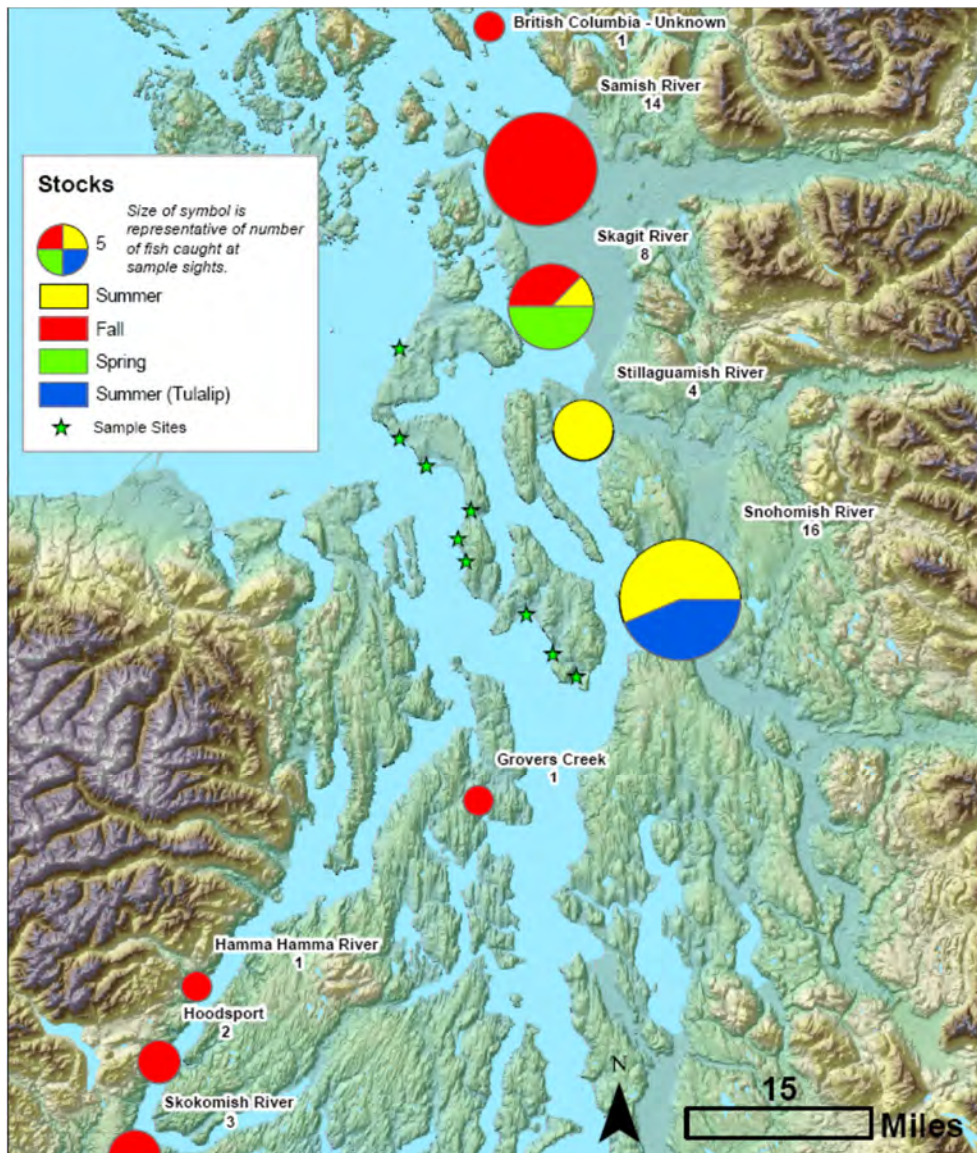 British Columbia - Unknown
1
Samish River
14
Stocks
Size of symbol is
representative of number
of fish caught at
sample sights.
5
Summer
Fall
Spring
Summer (Tulalip)
Sample Sites
Skagit River
8
Stillaguamish River
4
Snohomish River
16
Grovers Creek
1
Hamma Hamma River
1
Hoodsport
2
Skokomish River
3
N
15
Miles